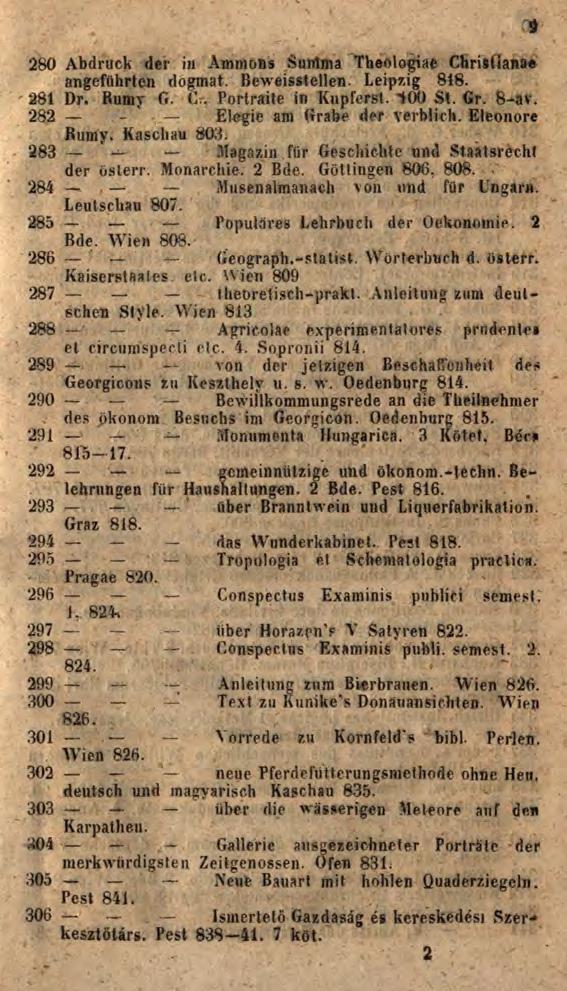 9
280 Abdruck der in Ammons Summa Theologiae Christianae
angeführten dogmat. Beweisstellen. Leipzig 818.
281 Dr. Rumy G. C. Portraite in Kupferst. 100 St. Gr. 8-av.
282 — - — Elegie am Grabe der verblich. Eleonore
Rumy. Kaschau 803.
283 — — — Magazin für Geschichte und Staatsrecht
der österr. Monarchie. 2 Bde. Göttingen 806, 808.
284 — — — Musenalmanach von und für Ungarn.
Leutschau 807.
285 — — — Populäres Lehrbuch der Oekonomie. 2
Bde. Wien 808.
286 — — — Geograph.-statist. Wörterbuch d. österr.
Kaiserstaates etc. Wien 809
287 — — — theoretisch-prakt. Anleitung zum deut-
schen Style. Wien 813
288 — — — Agricolae experimentatores prudentes
et circumspecti etc. 4. Sopronii 814.
289 — — — von der jetzigen Beschaffenheit des
Georgicons zu Keszthely u. s. w. Oedenburg 814.
290 — — — Bewillkommungsrede an die Theilnehmer
des ökonom Besuchs im Georgicon. Oedenburg 815.
291 — — — Monumenta Hungarica. 3 Kötet. Bécs
815—17.
292 — — — gemeinnützige und ökonom.-techn. Be-
lehrungen für Haushaltungen. 2 Bde. Pest 816.
293 — — — über Branntwein und Liquerfabrikation.
Graz 818.
294 — — — das Wunderkabinet. Pest 818.
295 — — — Tropologia et Schematologia practica.
Pragae 820.
296 — — — Conspectus Examinis publici semest.
1. 824.
297 — — — über Horazen's V Satyren 822.
298 — — — Conspectus Examinis publi. semest. 2.
824.
299 — — — Anleitung zum Bierbrauen. Wien 826.
300 — — — Text zu Kunike's Donauansichten. Wien
826.
301 — — — Vorrede zu Kornfeld's bibl. Perlen.
Wien 826.
302 — — — neue Pferdefütterungsmethode ohne Heu,
deutsch und magyarisch Kaschau 835.
303 — — — über die wässerigen Meteore auf den
Karpathen.
304 — — — Gallerie ausgezeichneter Porträte der
merkwürdigsten Zeitgenossen. Ofen 831.
305 — — — Neue Bauart mit hohlen Quaderziegeln.
Pest 841.
306 — — — Ismertető Gazdaság és kereskedési Szer-
kesztötárs. Pest 838—41. 7 köt.
2